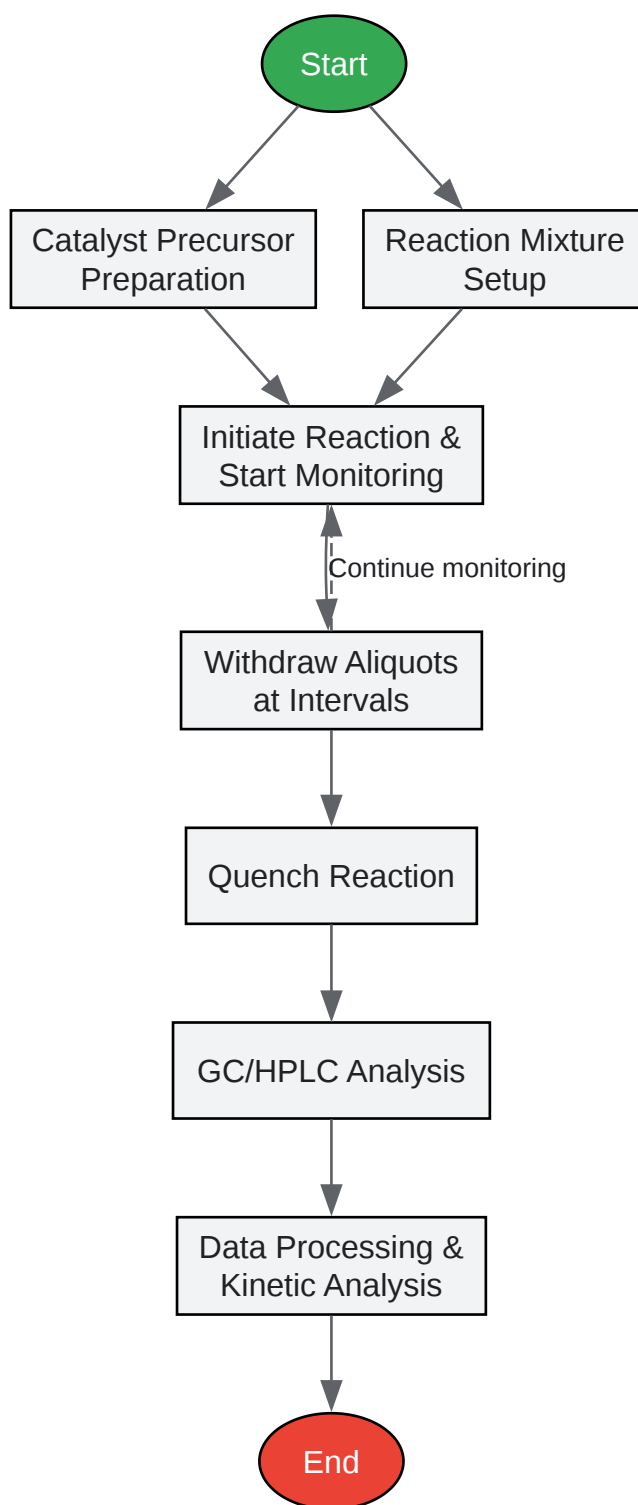 Start
Catalyst Precursor
Preparation
Reaction Mixture
Setup
Initiate Reaction &
Start Monitoring
Continue monitoring
Withdraw Aliquots
at Intervals
Quench Reaction
GC/HPLC Analysis
Data Processing &
Kinetic Analysis
End